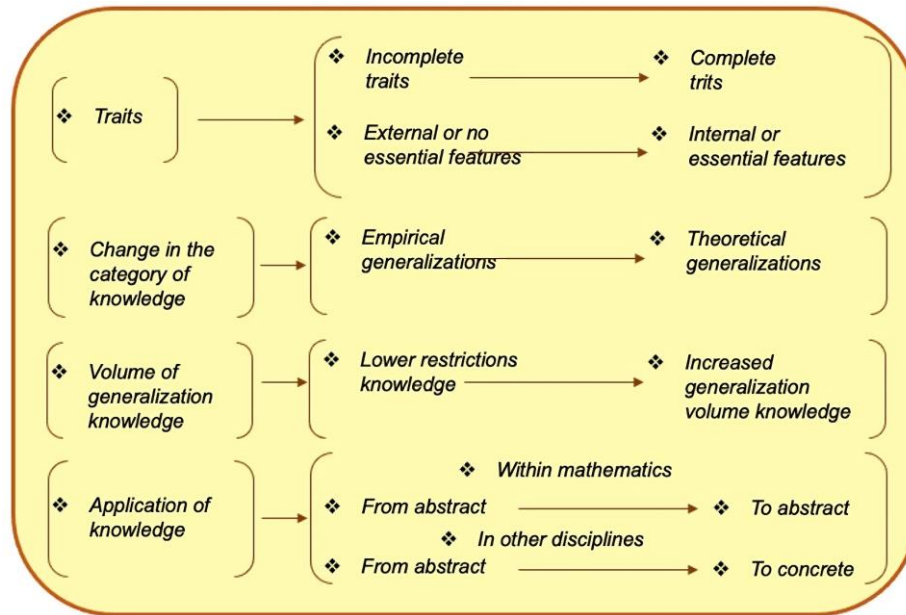 Traits
Incomplete
traits
Complete
trits
External or no
essential features
Internal or
essential features
Change in the
category of
knowledge
Empirical
generalizations
Theoretical
generalizations
Volume of
generalization
knowledge
Lower restrictions
knowledge
Increased
generalization
volume knowledge
Application of
knowledge
Within mathematics
From abstract
To abstract
In other disciplines
From abstract
To concrete